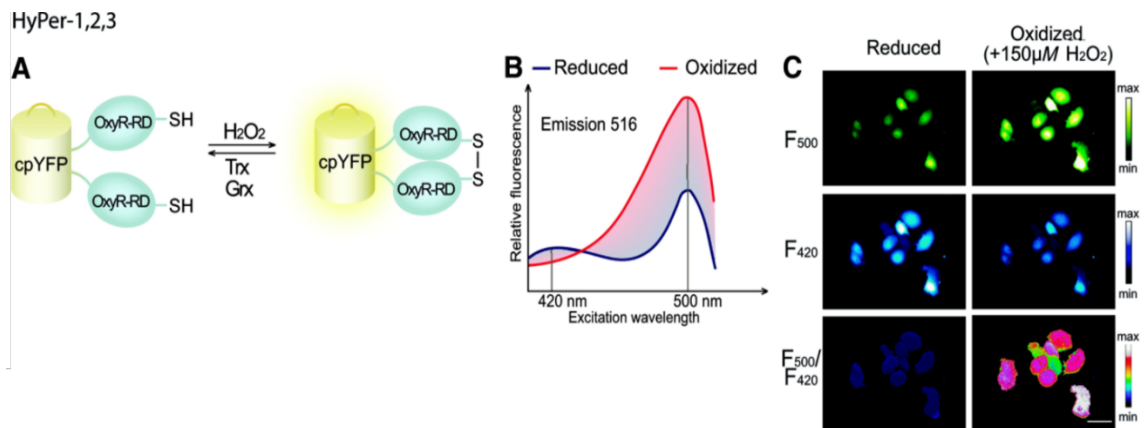 HyPer-1,2,3
A
cpYFP
OxyR-RD
SH
OxyR-RD
SH
H2O2
Trx
Grx
cpYFP
OxyR-RD
S
S
OxyR-RD
B
Reduced
Oxidized
Relative fluorescence
Emission 516
420 nm
500 nm
Excitation wavelength
C
Reduced
Oxidized
(+150µM H2O2)
F500
max
min
F420
max
min
F500/
F420
max
min